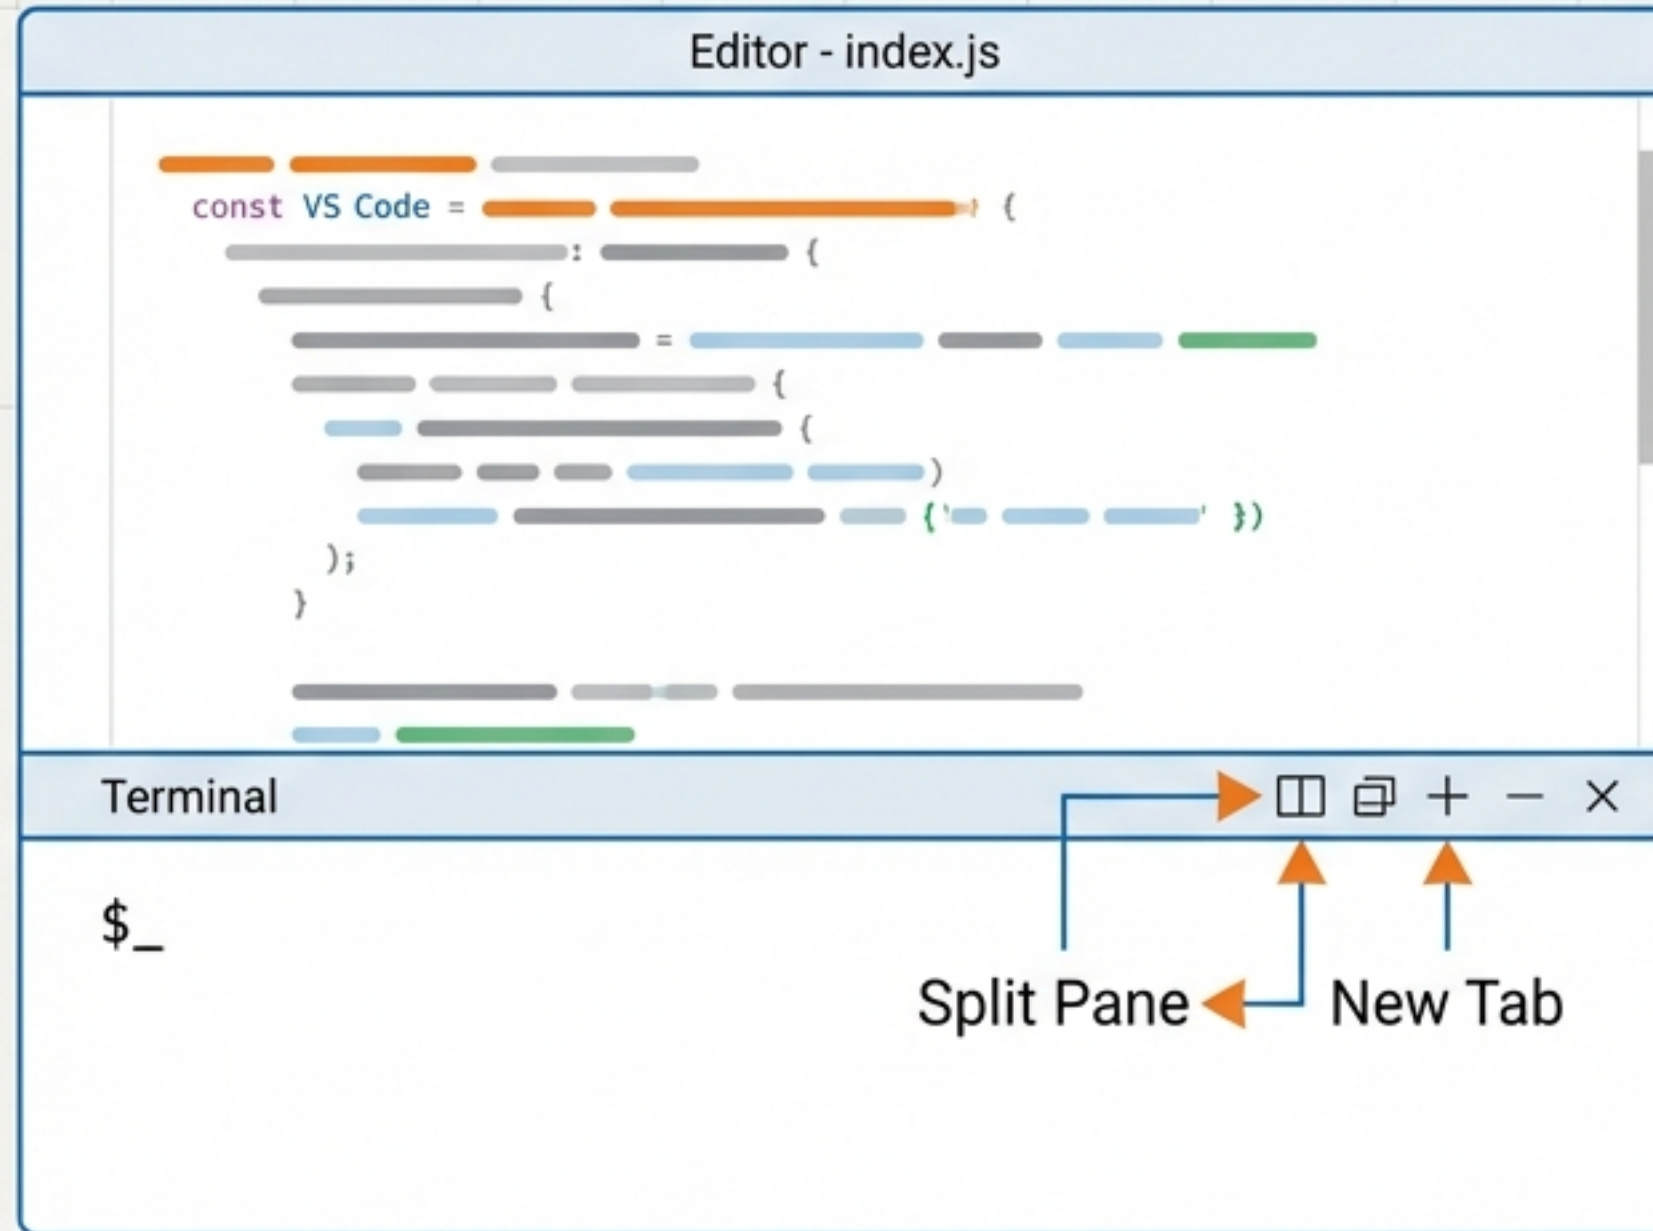 Editor - index.js
const VS Code = {
: {
{
=
{
{
)
{' ' })
);
}
Terminal
$_
Split Pane
New Tab